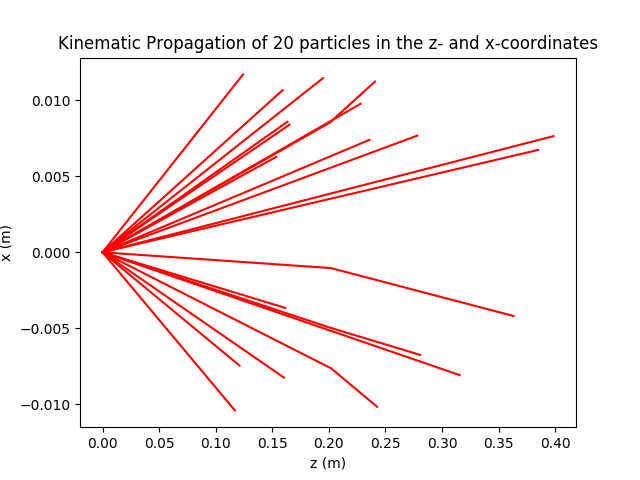 Kinematic Propagation of 20 particles in the z- and x-coordinates
0.010
0.005
0.000
−0.005
−0.010
x (m)
0.00 0.05 0.10 0.15 0.20 0.25 0.30 0.35 0.40
z (m)